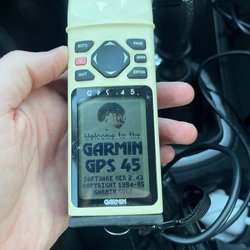 GOTO
PAGE
MARK
QUIT
ENTER
GPS 45
Welcome to the
GARMIN
GPS 45
SOFTWARE VER 2.43
COPYRIGHT 1994-95
GARMIN CORP
GARMIN